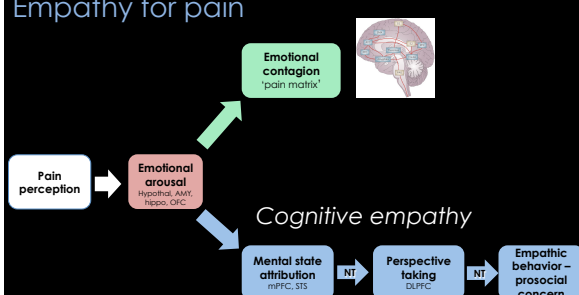 Empathy for pain
Emotional
contagion
'pain matrix'
Pain
perception
Emotional
arousal
Hypothal, AMY,
hippo, OFC
Cognitive empathy
Mental state
attribution
mPFC, STS
NT
Perspective
taking
DLPFC
NT
Empathic
behavior –
prosocial
concern